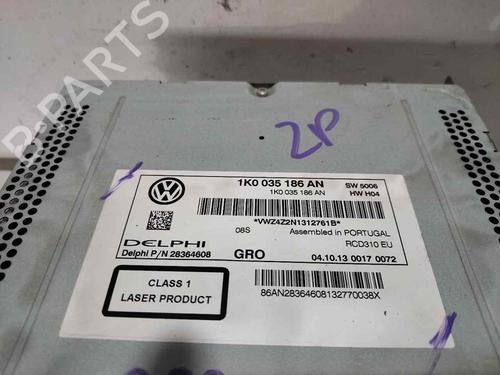 B-PARTS
2P
1K0 035 186 AN
SW 5006
1K0 035 186 AN
HW H04
*VWZ4Z2N1312761B*
08S
Assembled in PORTUGAL
DELPHI
RCD310 EU
Delphi P/N 28364608
GRO
04.10.13 0017 0072
CLASS 1
LASER PRODUCT
86AN28364608132770038X